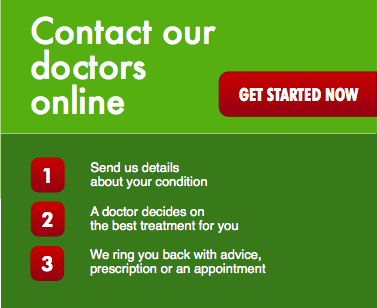 Contact our
doctors
online
GET STARTED NOW
1
Send us details
about your condition
2
A doctor decides on
the best treatment for you
3
We ring you back with advice,
prescription or an appointment